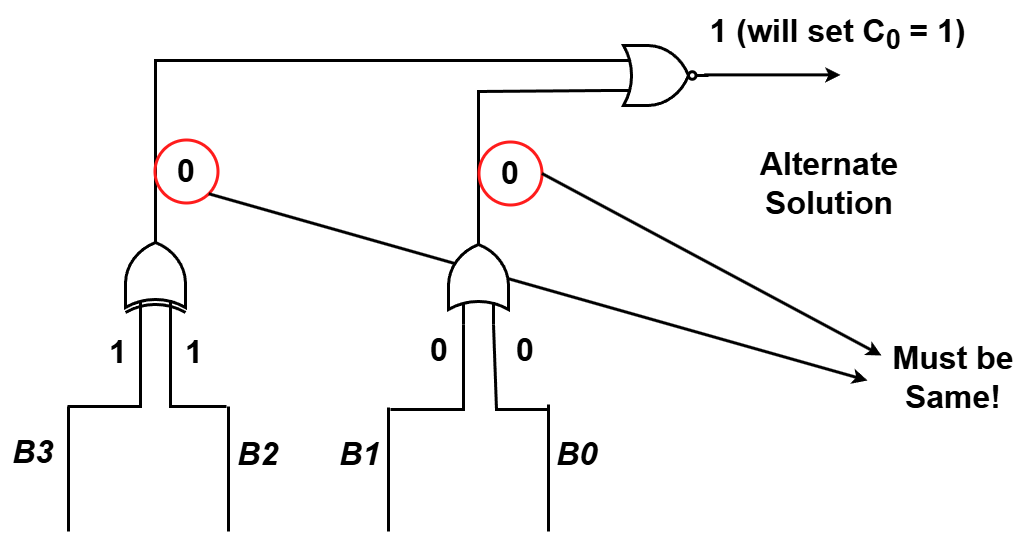 1 (will set C₀ = 1)
Alternate
Solution
0
0
1 1
0 0
Must be
Same!
B3 B2 B1 B0